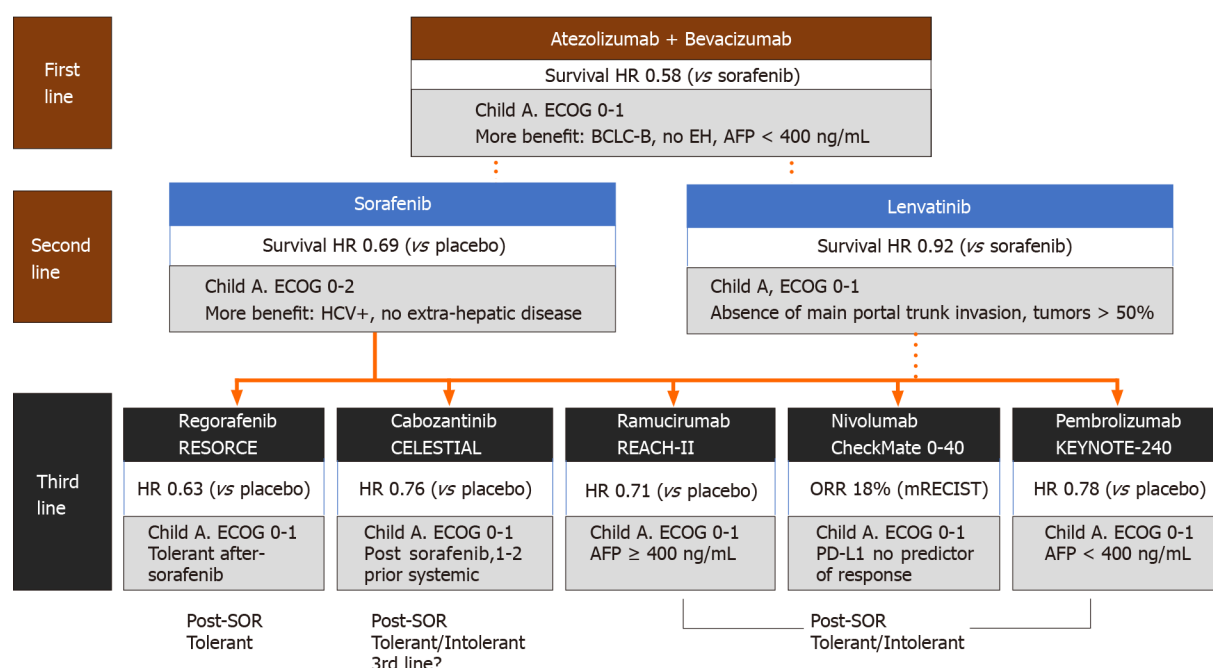 First
line
Atezolizumab + Bevacizumab
Survival HR 0.58 (vs sorafenib)
Child A. ECOG 0-1
More benefit: BCLC-B, no EH, AFP < 400 ng/mL
Second
line
Sorafenib
Survival HR 0.69 (vs placebo)
Child A. ECOG 0-2
More benefit: HCV+, no extra-hepatic disease
Lenvatinib
Survival HR 0.92 (vs sorafenib)
Child A, ECOG 0-1
Absence of main portal trunk invasion, tumors > 50%
Third
line
Regorafenib
RESORCE
HR 0.63 (vs placebo)
Child A. ECOG 0-1
Tolerant after-
sorafenib
Post-SOR
Tolerant
Cabozantinib
CELESTIAL
HR 0.76 (vs placebo)
Child A. ECOG 0-1
Post sorafenib,1-2
prior systemic
Post-SOR
Tolerant/Intolerant
3rd line?
Ramucirumab
REACH-II
HR 0.71 (vs placebo)
Child A. ECOG 0-1
AFP ≥ 400 ng/mL
Nivolumab
CheckMate 0-40
ORR 18% (mRECIST)
Child A. ECOG 0-1
PD-L1 no predictor
of response
Pembrolizumab
KEYNOTE-240
HR 0.78 (vs placebo)
Child A. ECOG 0-1
AFP < 400 ng/mL
Post-SOR
Tolerant/Intolerant